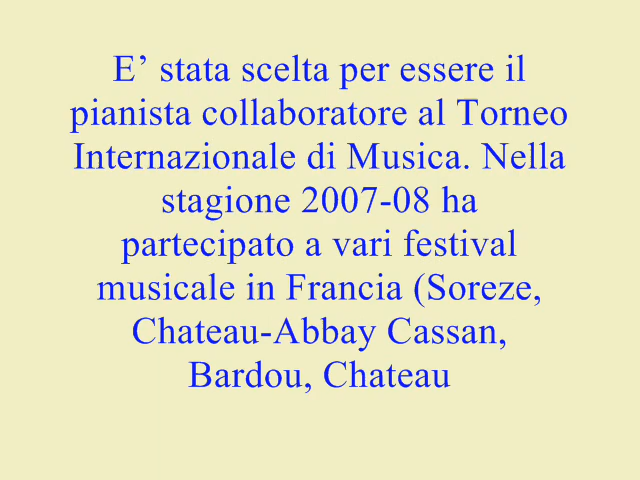 E’ stata scelta per essere il
pianista collaboratore al Torneo
Internazionale di Musica. Nella
stagione 2007-08 ha
partecipato a vari festival
musicale in Francia (Soreze,
Chateau-Abbay Cassan,
Bardou, Chateau